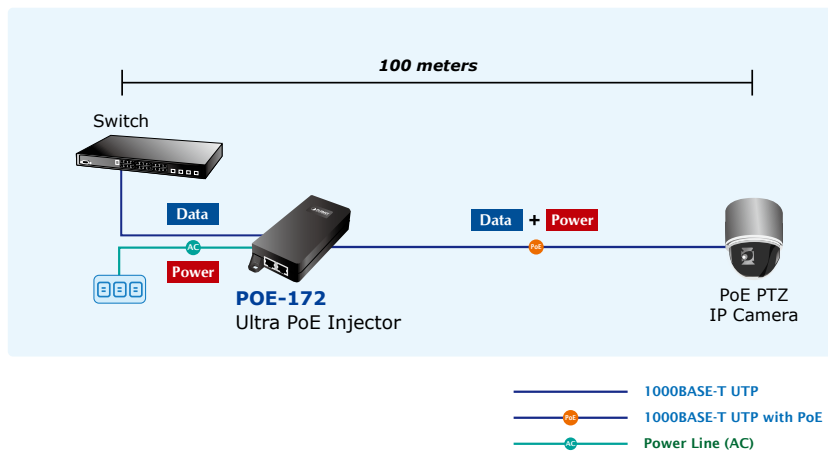 100 meters
Switch
Data
Data + Power
AC
PoE
Power
POE-172
Ultra PoE Injector
PoE PTZ
IP Camera
1000BASE-T UTP
PoE 1000BASE-T UTP with PoE
AC Power Line (AC)